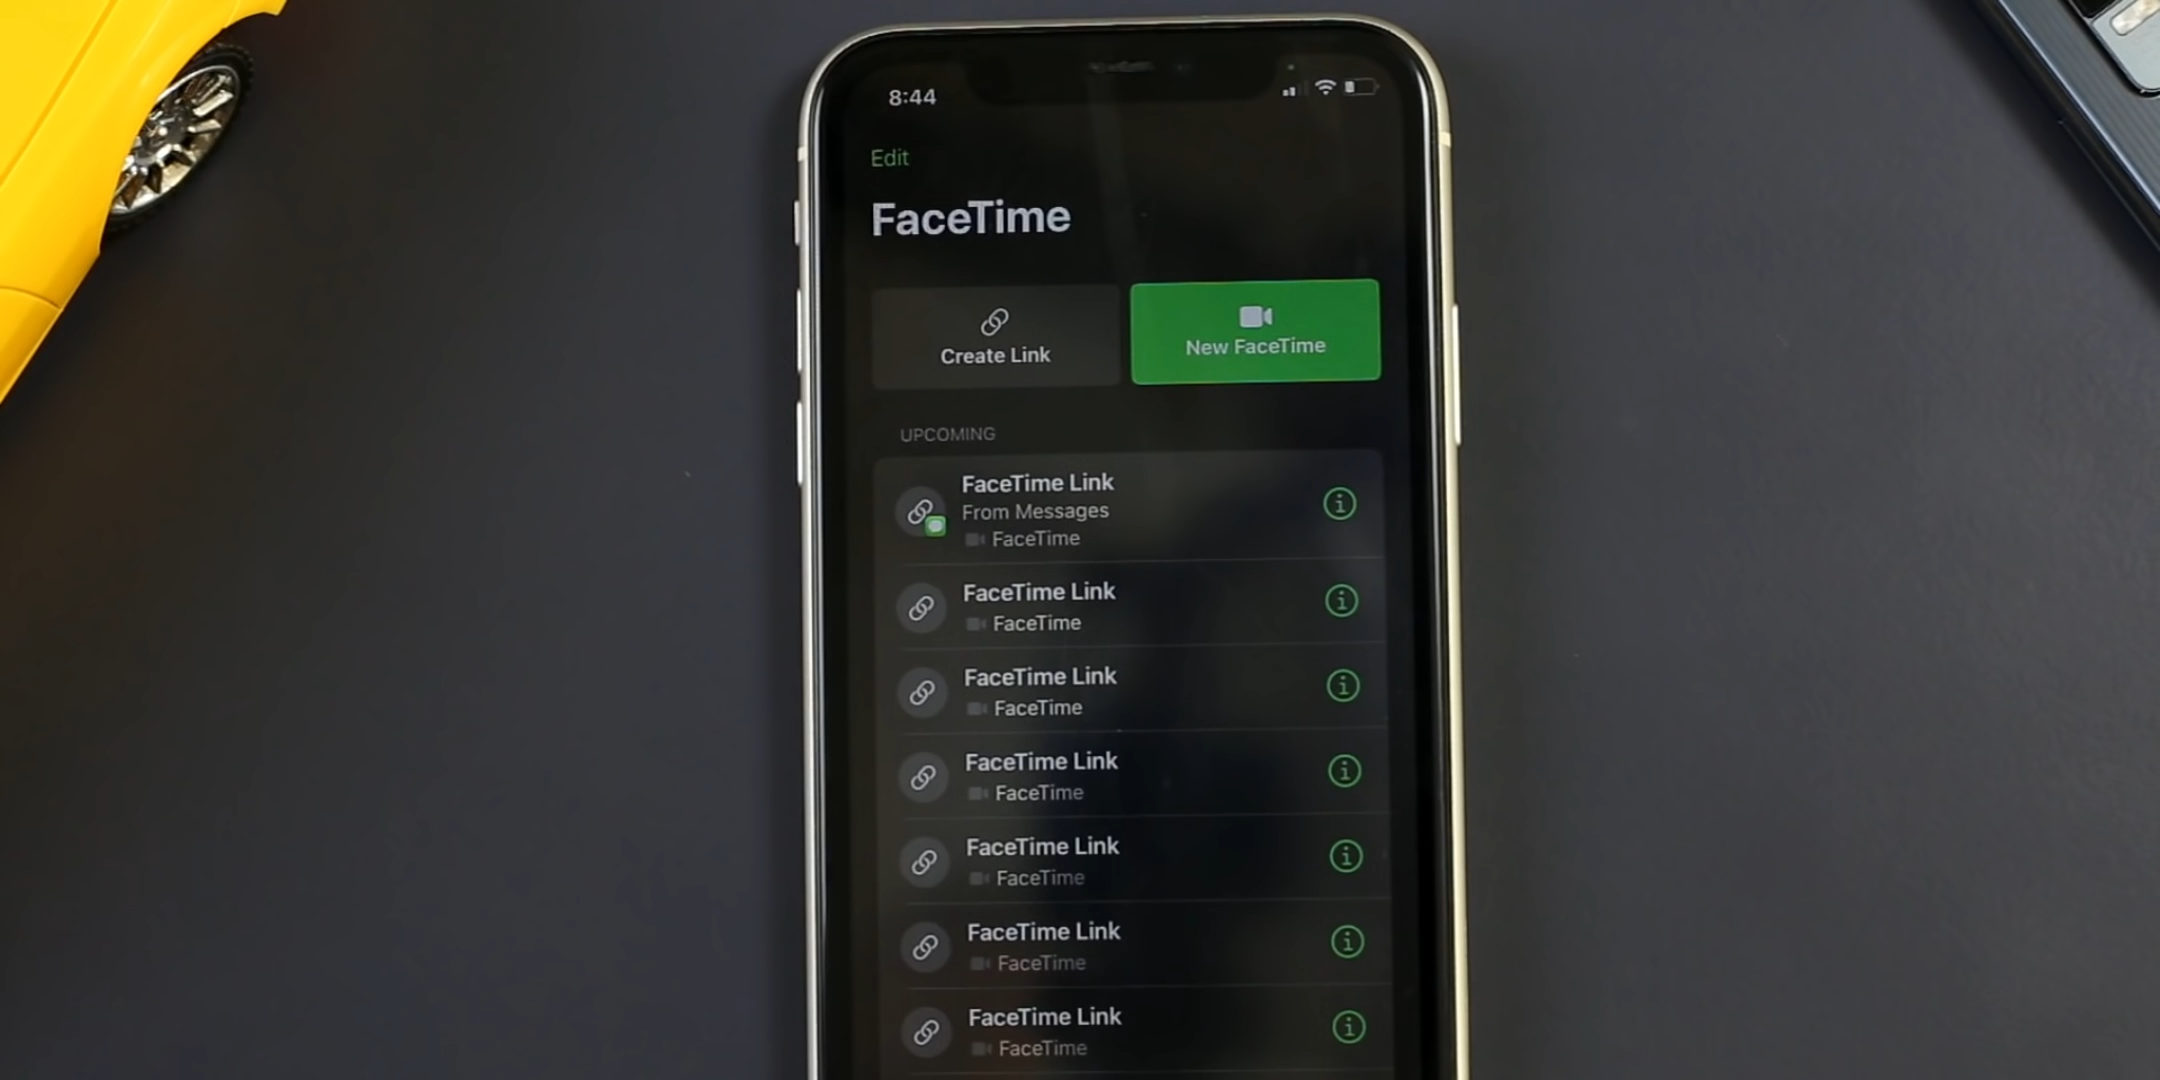 8:44
Edit
FaceTime
Create Link
New FaceTime
UPCOMING
FaceTime Link
From Messages
FaceTime
FaceTime Link
FaceTime
FaceTime Link
FaceTime
FaceTime Link
FaceTime
FaceTime Link
FaceTime
FaceTime Link
FaceTime
FaceTime Link
FaceTime